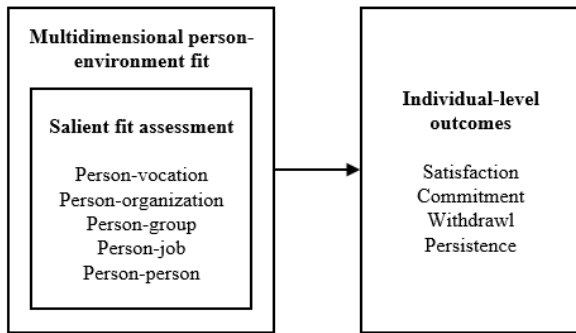 Multidimensional person-
environment fit
Salient fit assessment
Person-vocation
Person-organization
Person-group
Person-job
Person-person
Individual-level
outcomes
Satisfaction
Commitment
Withdrawl
Persistence